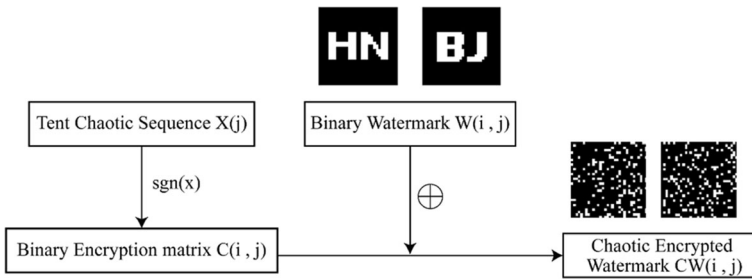 HN BJ
Tent Chaotic Sequence X(j)
Binary Watermark W(i , j)
sgn(x)
Binary Encryption matrix C(i , j)
Chaotic Encrypted
Watermark CW(i , j)